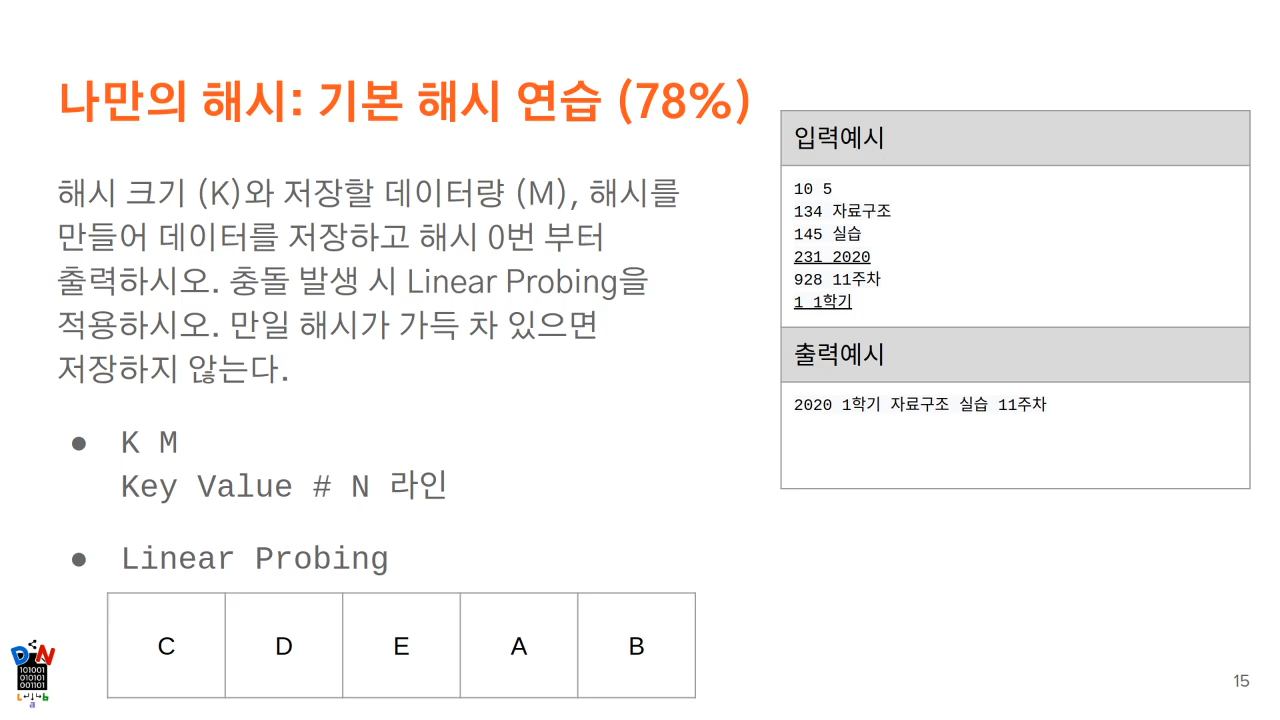 나만의 해시: 기본 해시 연습 (78%)
해시 크기 (K)와 저장할 데이터량 (M), 해시를
만들어 데이터를 저장하고 해시 0번 부터
출력하시오. 충돌 발생 시 Linear Probing을
적용하시오. 만일 해시가 가득 차 있으면
저장하지 않는다.
● K M
Key Value # N 라인
● Linear Probing
C D E A B
입력예시
10 5
134 자료구조
145 실습
231 2020
928 11주차
1 1학기
출력예시
2020 1학기 자료구조 실습 11주차
101001
010101
001101
15